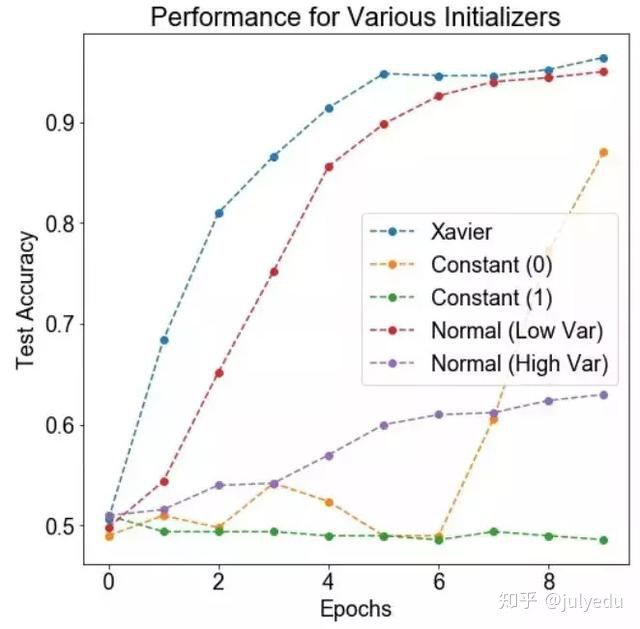 Performance for Various Initializers
Test Accuracy
0.9
0.8
0.7
0.6
0.5
Xavier
Constant (0)
Constant (1)
Normal (Low Var)
Normal (High Var)
0 2 4 6 8
Epochs
知乎 @julyedu